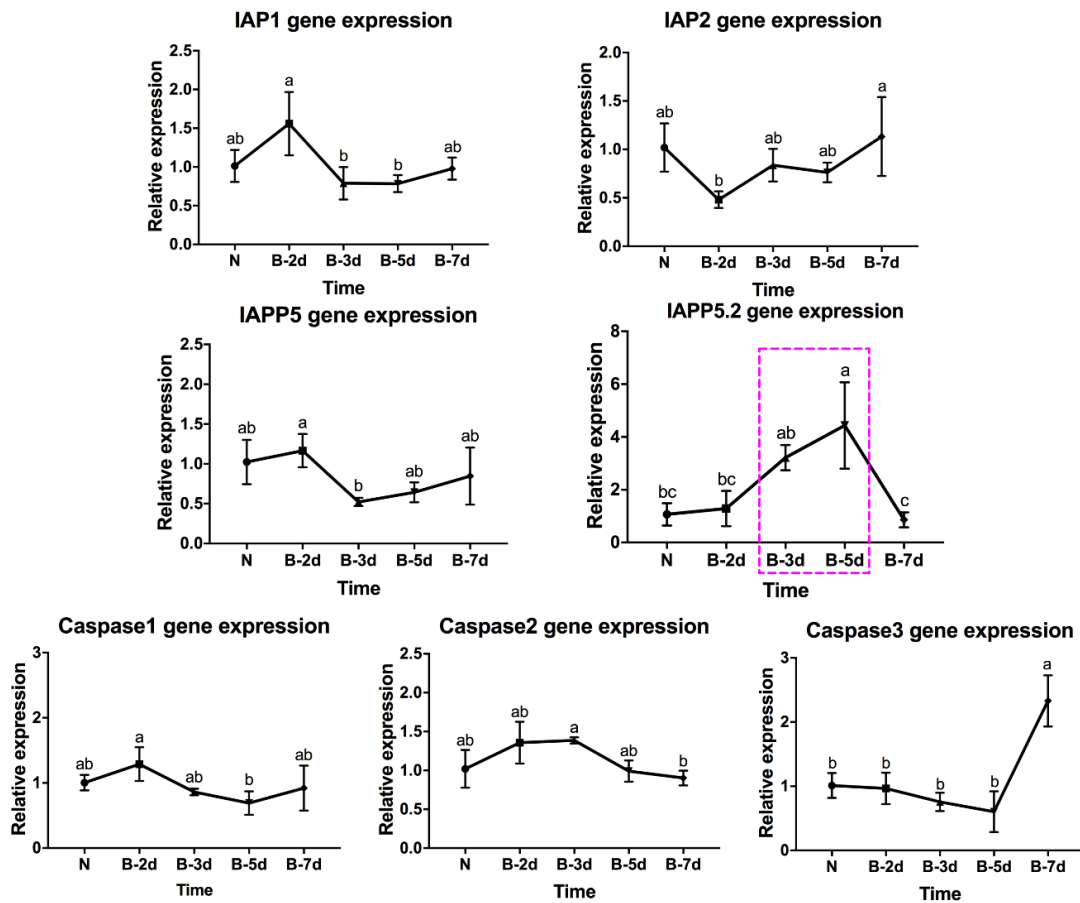 IAP1 gene expression
Relative expression
2.5
2.0
1.5
1.0
0.5
0.0
ab
a
b
b
ab
N B-2d B-3d B-5d B-7d
Time
IAP2 gene expression
Relative expression
2.0
1.5
1.0
0.5
0.0
ab
b
ab
ab
a
N B-2d B-3d B-5d B-7d
Time
IAPP5 gene expression
Relative expression
2.5
2.0
1.5
1.0
0.5
0.0
ab
a
b
ab
ab
N B-2d B-3d B-5d B-7d
Time
IAPP5.2 gene expression
Relative expression
8
6
4
2
0
bc
bc
ab
a
c
N B-2d B-3d B-5d B-7d
Time
Caspase1 gene expression
Relative expression
3
2
1
0
ab
a
ab
b
ab
N B-2d B-3d B-5d B-7d
Time
Caspase2 gene expression
Relative expression
2.5
2.0
1.5
1.0
0.5
0.0
ab
ab
a
ab
b
N B-2d B-3d B-5d B-7d
Time
Caspase3 gene expression
Relative expression
3
2
1
0
b
b
b
b
a
N B-2d B-3d B-5d B-7d
Time